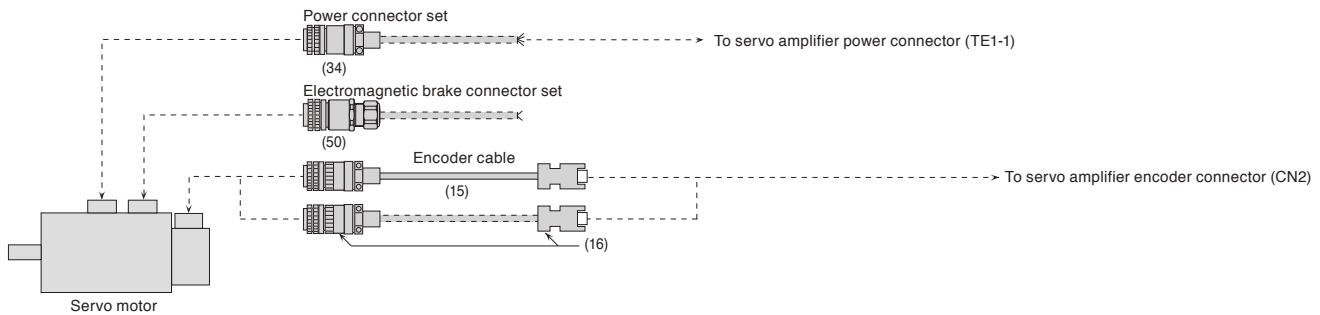 Power connector set
To servo amplifier power connector (TE1-1)
(34)
Electromagnetic brake connector set
(50)
Encoder cable
(15)
To servo amplifier encoder connector (CN2)
(16)
Servo motor